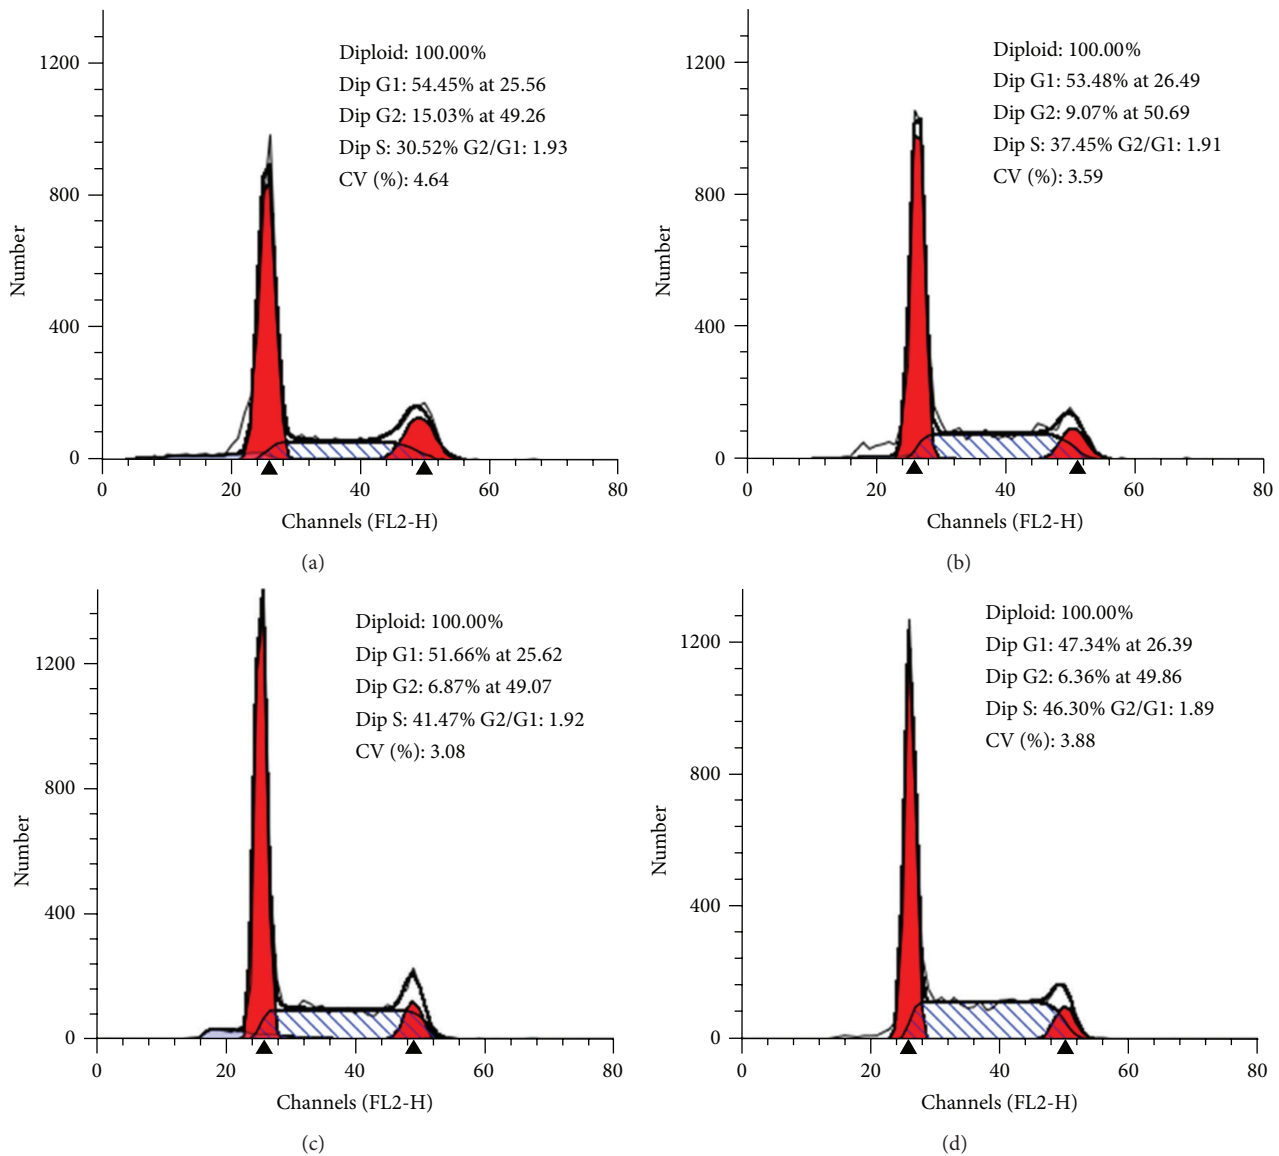 Diploid: 100.00%
Dip G1: 54.45% at 25.56
Dip G2: 15.03% at 49.26
Dip S: 30.52% G2/G1: 1.93
CV (%): 4.64
1200
800
400
0
Number
0 20 40 60 80
Channels (FL2-H)
(a)
Diploid: 100.00%
Dip G1: 53.48% at 26.49
Dip G2: 9.07% at 50.69
Dip S: 37.45% G2/G1: 1.91
CV (%): 3.59
1200
800
400
0
Number
0 20 40 60 80
Channels (FL2-H)
(b)
Diploid: 100.00%
Dip G1: 51.66% at 25.62
Dip G2: 6.87% at 49.07
Dip S: 41.47% G2/G1: 1.92
CV (%): 3.08
1200
800
400
0
Number
0 20 40 60 80
Channels (FL2-H)
(c)
Diploid: 100.00%
Dip G1: 47.34% at 26.39
Dip G2: 6.36% at 49.86
Dip S: 46.30% G2/G1: 1.89
CV (%): 3.88
1200
800
400
0
Number
0 20 40 60 80
Channels (FL2-H)
(d)